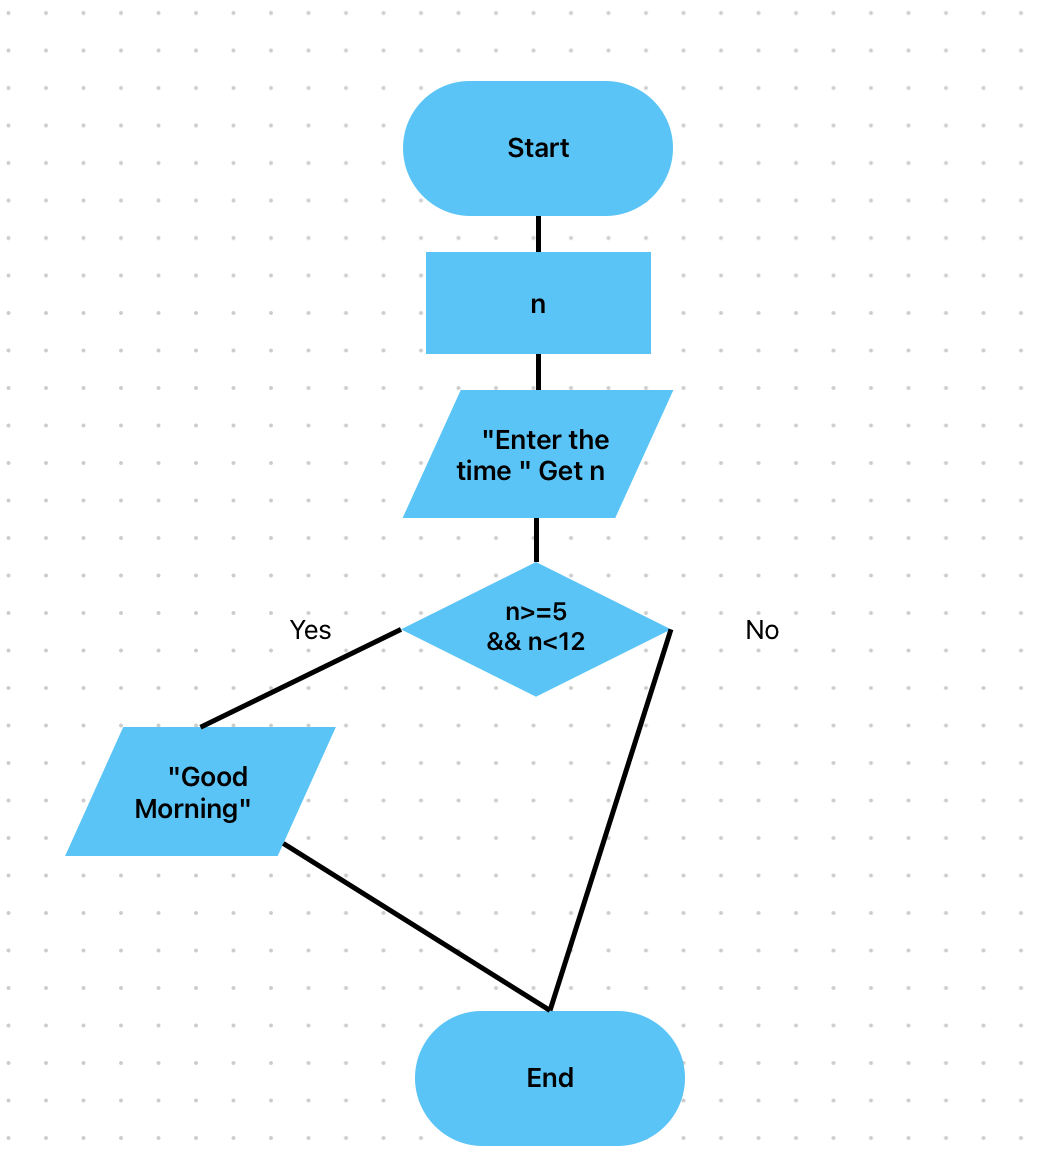 Start
n
"Enter the
time " Get n
n>=5
&& n<12
Yes
No
"Good
Morning"
End